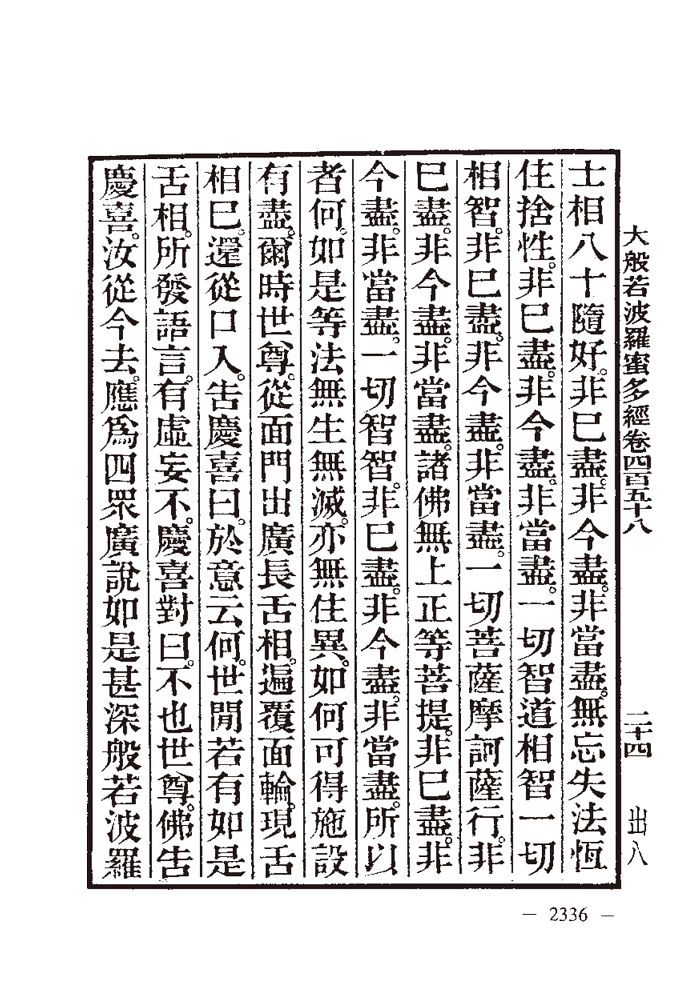 大般若波羅蜜多經卷四百五十八 二十四 出八
士相八十隨好。非已盡。非今盡。非當盡。無忘失法恆
住捨性。非已盡。非今盡。非當盡。一切智道相智一切
相智。非已盡。非今盡。非當盡。一切菩薩摩訶薩行。非
已盡。非今盡。非當盡。諸佛無上正等菩提。非已盡。非
今盡。非當盡。一切智智。非已盡。非今盡。非當盡。所以
者何。如是等法無生無滅。亦無住異。如何可得施設
有盡。爾時世尊。從面門出廣長舌相。遍覆面輪。現舌
相已。還從口入。告慶喜曰。於意云何。世間若有如是
舌相。所發語言。有虛妄不。慶喜對曰。不也世尊。佛告
慶喜。汝從今去。應為四眾廣說如是甚深般若波羅
— 2336 —